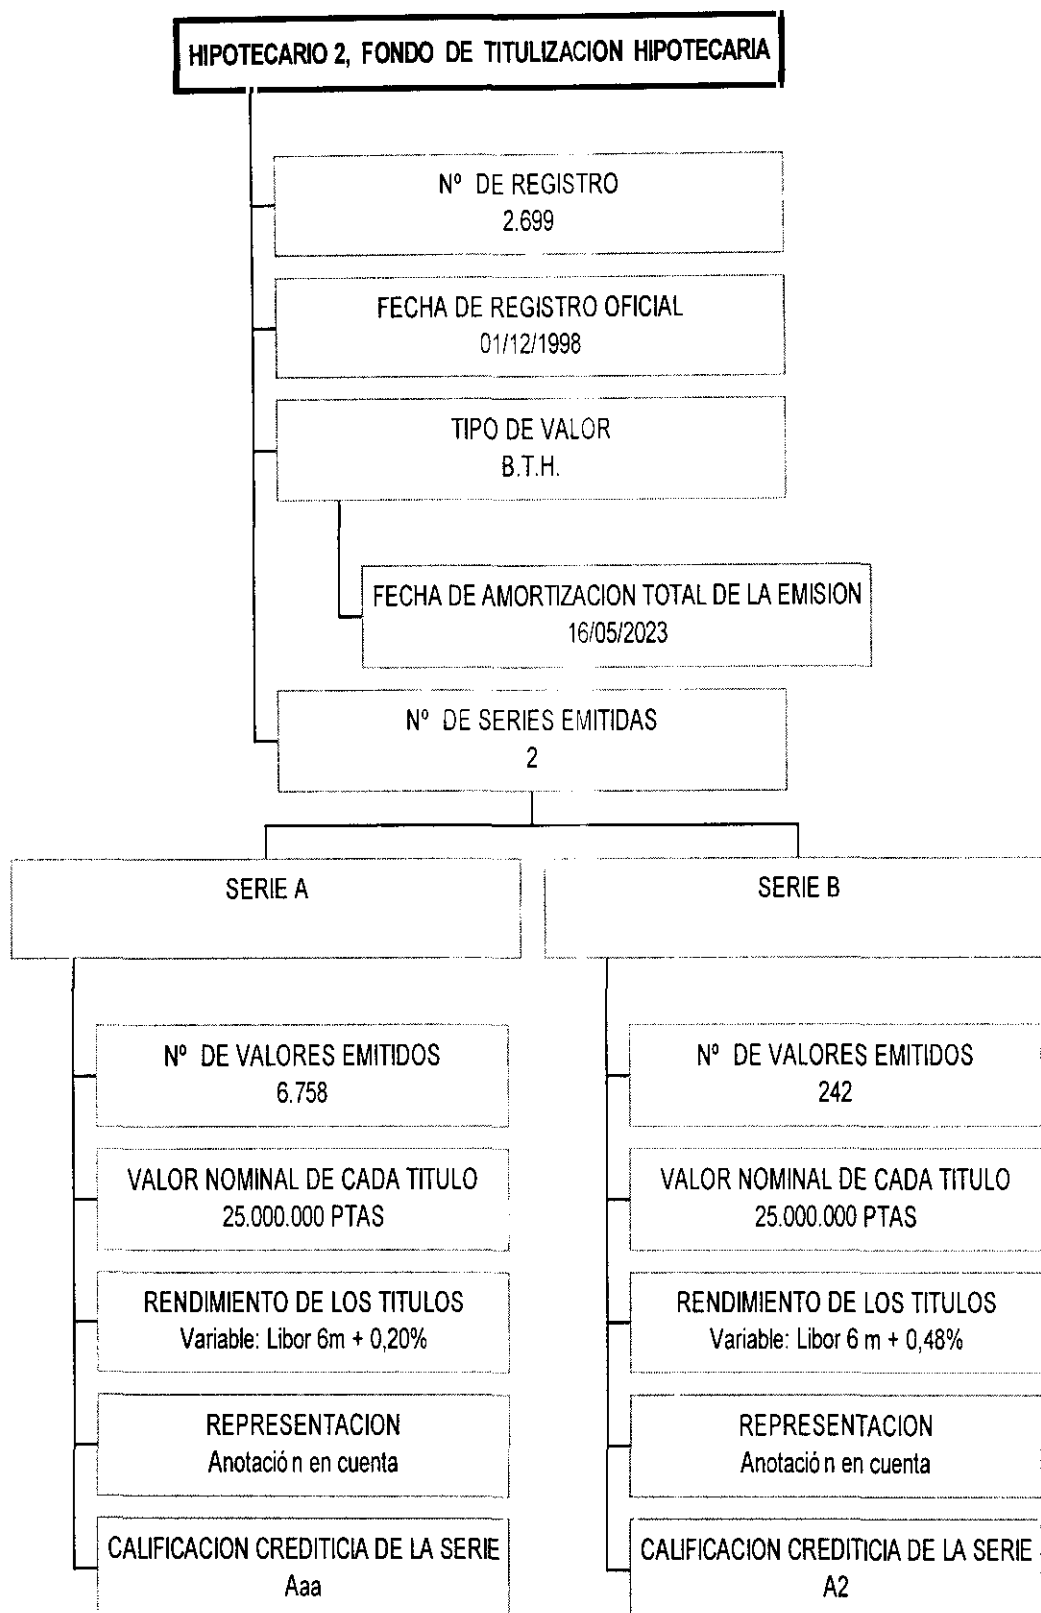 HIPOTECARIO 2, FONDO DE TITULIZACION HIPOTECARIA
Nº DE REGISTRO
2.699
FECHA DE REGISTRO OFICIAL
01/12/1998
TIPO DE VALOR
B.T.H.
FECHA DE AMORTIZACION TOTAL DE LA EMISION
16/05/2023
Nº DE SERIES EMITIDAS
2
SERIE A
Nº DE VALORES EMITIDOS
6.758
VALOR NOMINAL DE CADA TITULO
25.000.000 PTAS
RENDIMIENTO DE LOS TITULOS
Variable: Libor 6m + 0,20%
REPRESENTACION
Anotación en cuenta
CALIFICACION CREDITICIA DE LA SERIE
Aaa
SERIE B
Nº DE VALORES EMITIDOS
242
VALOR NOMINAL DE CADA TITULO
25.000.000 PTAS
RENDIMIENTO DE LOS TITULOS
Variable: Libor 6 m + 0,48%
REPRESENTACION
Anotación en cuenta
CALIFICACION CREDITICIA DE LA SERIE
A2